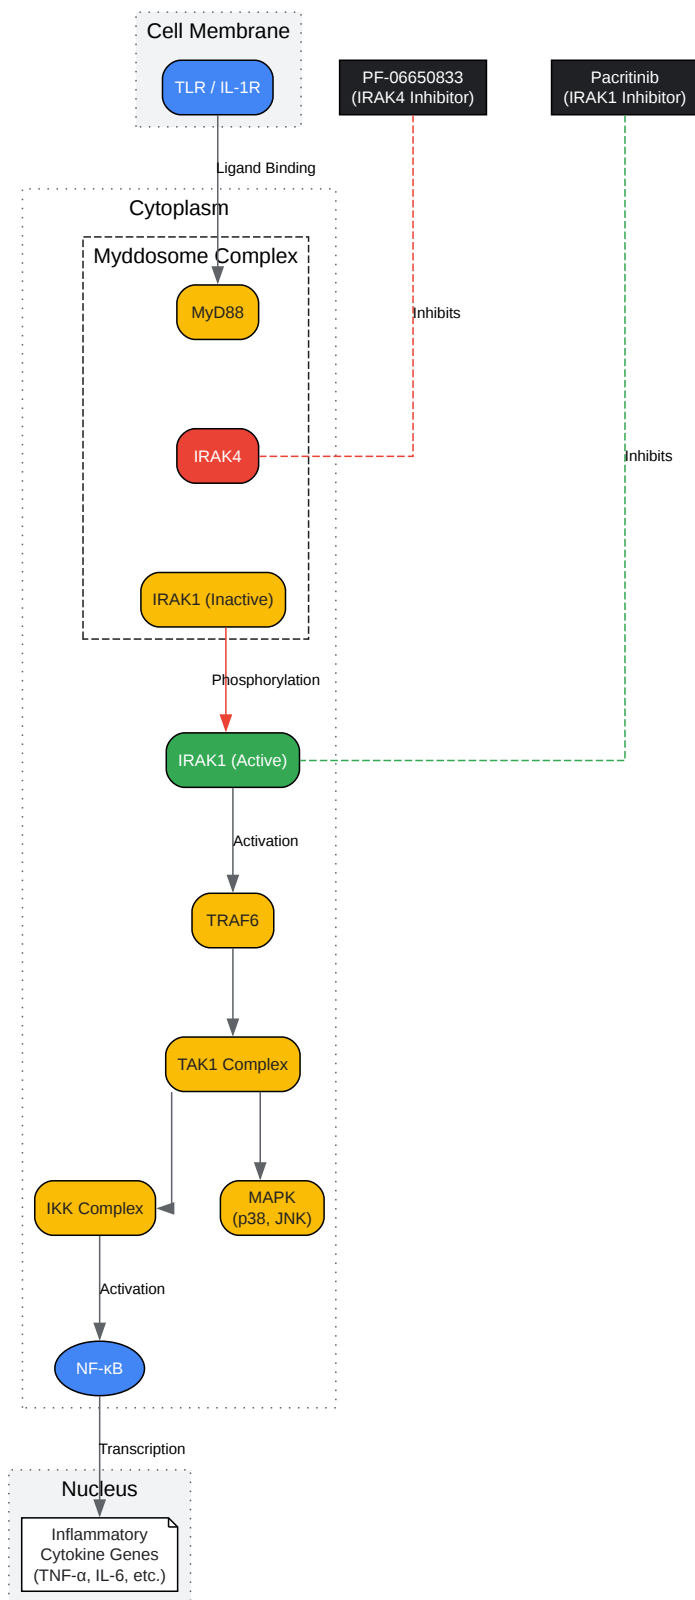 Cell Membrane
TLR / IL-1R
PF-06650833
(IRAK4 Inhibitor)
Pacritinib
(IRAK1 Inhibitor)
Ligand Binding
Cytoplasm
Myddosome Complex
MyD88
Inhibits
IRAK4
Inhibits
IRAK1 (Inactive)
Phosphorylation
IRAK1 (Active)
Activation
TRAF6
TAK1 Complex
IKK Complex
MAPK
(p38, JNK)
Activation
NF-κB
Transcription
Nucleus
Inflammatory
Cytokine Genes
(TNF-α, IL-6, etc.)